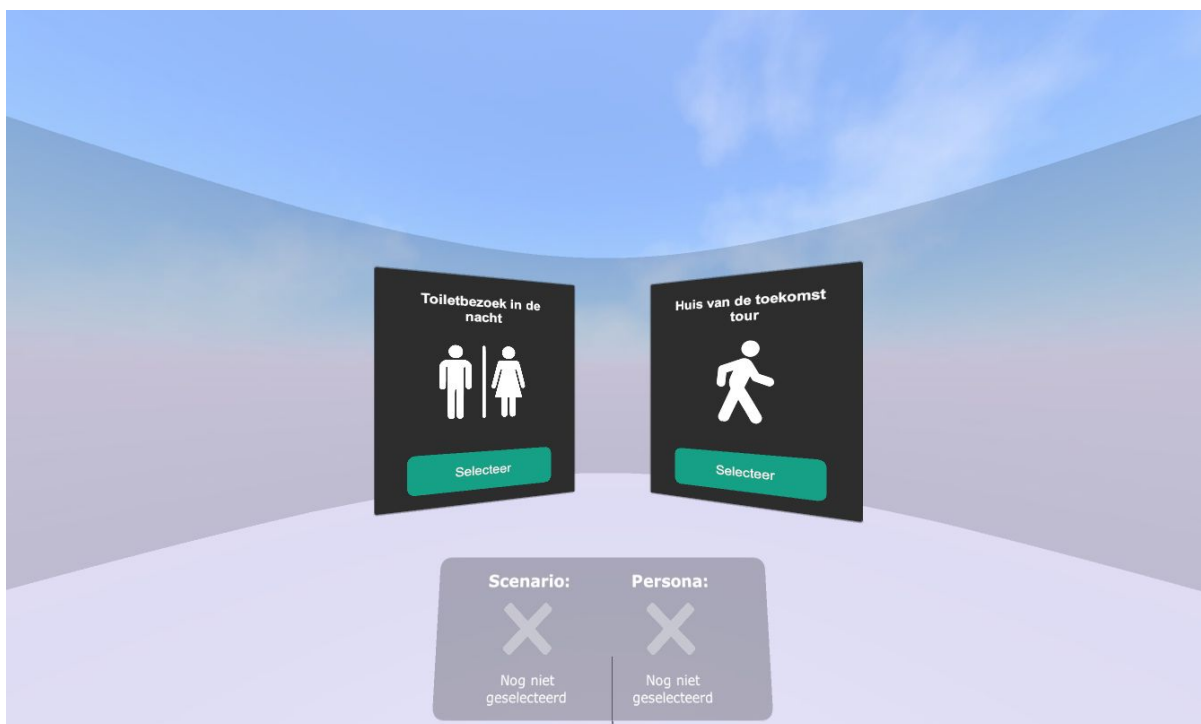 Toiletbezoek in de
nacht
Selecteer
Huis van de toekomst
tour
Selecteer
Scenario:
Nog niet
geselecteerd
Persona:
Nog niet
geselecteerd